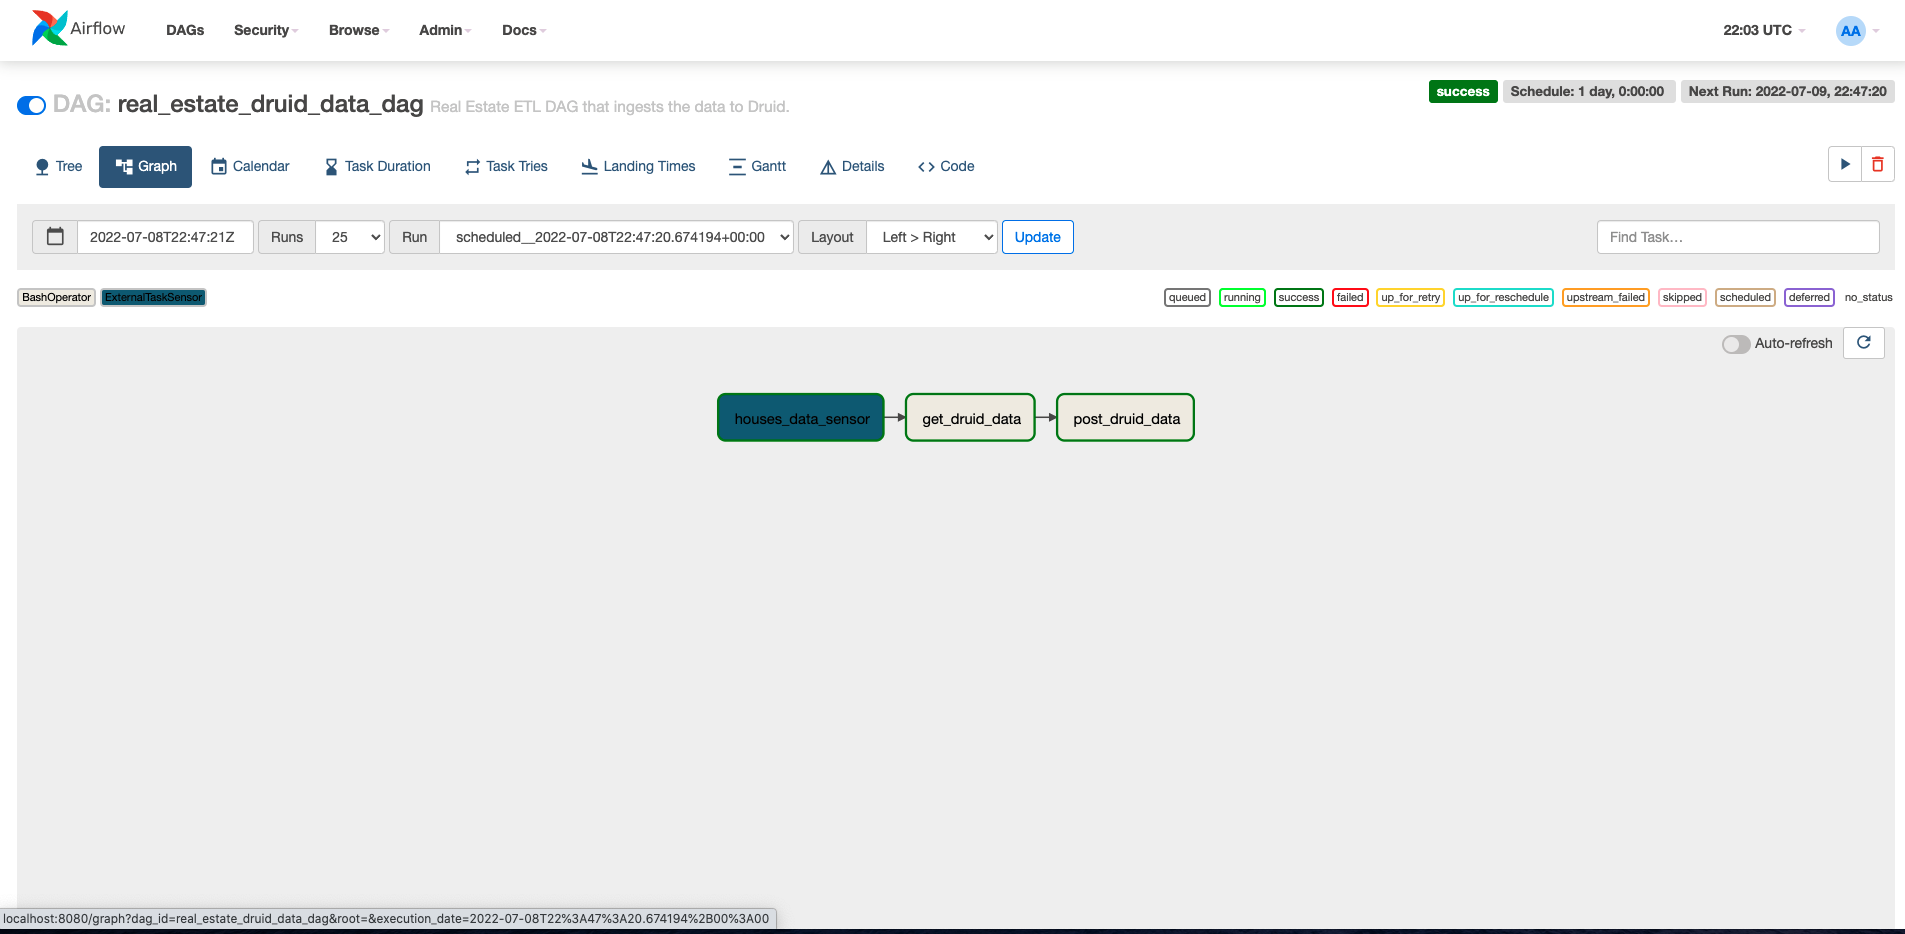 Airflow DAGs Security Browse Admin Docs 22:03 UTC AA
DAG: real_estate_druid_data_dag Real Estate ETL DAG that ingests the data to Druid.
success Schedule: 1 day, 0:00:00 Next Run: 2022-07-09, 22:47:20
Tree Graph Calendar Task Duration Task Tries Landing Times Gantt Details Code
2022-07-08T22:47:21Z Runs 25 Run scheduled__2022-07-08T22:47:20.674194+00:00 Layout Left > Right Update Find Task...
BashOperator ExternalTaskSensor queued running success failed up_for_retry up_for_reschedule upstream_failed skipped scheduled deferred no_status
Auto-refresh
houses_data_sensor get_druid_data post_druid_data
localhost:8080/graph?dag_id=real_estate_druid_data_dag&root=&execution_date=2022-07-08T22%3A47%3A20.674194%2B00%3A00